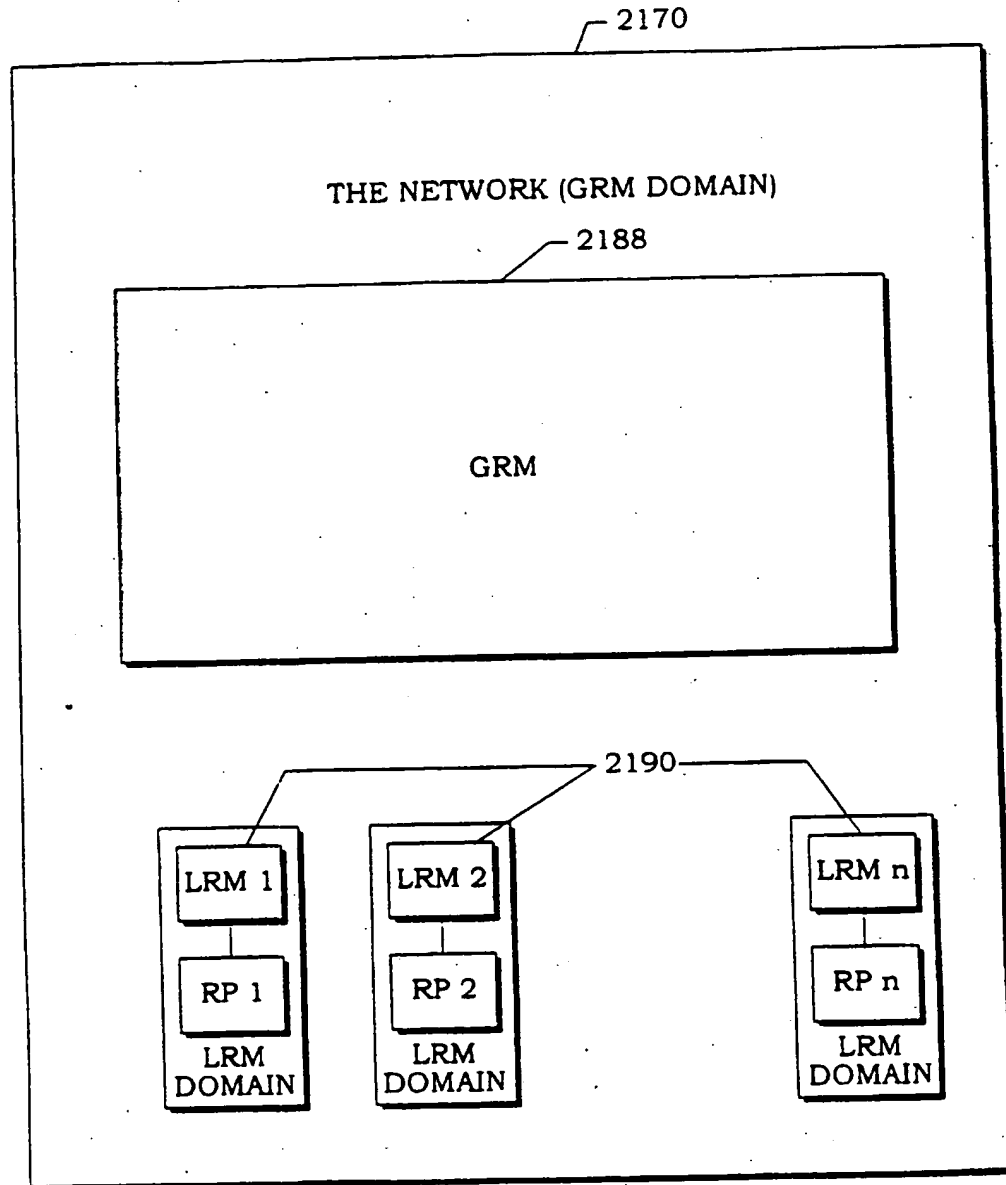 2170
THE NETWORK (GRM DOMAIN)
2188
GRM
2190
LRM 1
LRM 2
LRM n
RP 1
RP 2
RP n
LRM
DOMAIN
LRM
DOMAIN
LRM
DOMAIN